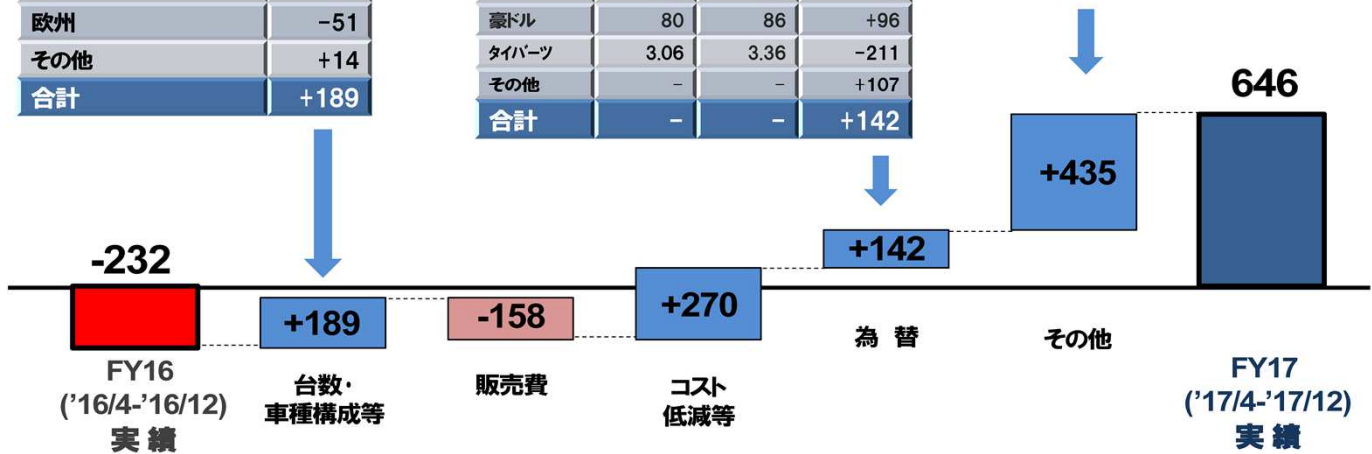 欧州 -51
その他 +14
合計 +189
豪ドル 80 86 +96
タイバーツ 3.06 3.36 -211
その他 - - +107
合計 - - +142
646
+435
+142
-232
+189
-158
+270
為 替
その他
FY16
('16/4-'16/12)
実 績
台数・
車種構成等
販売費
コスト
低減等
FY17
('17/4-'17/12)
実 績